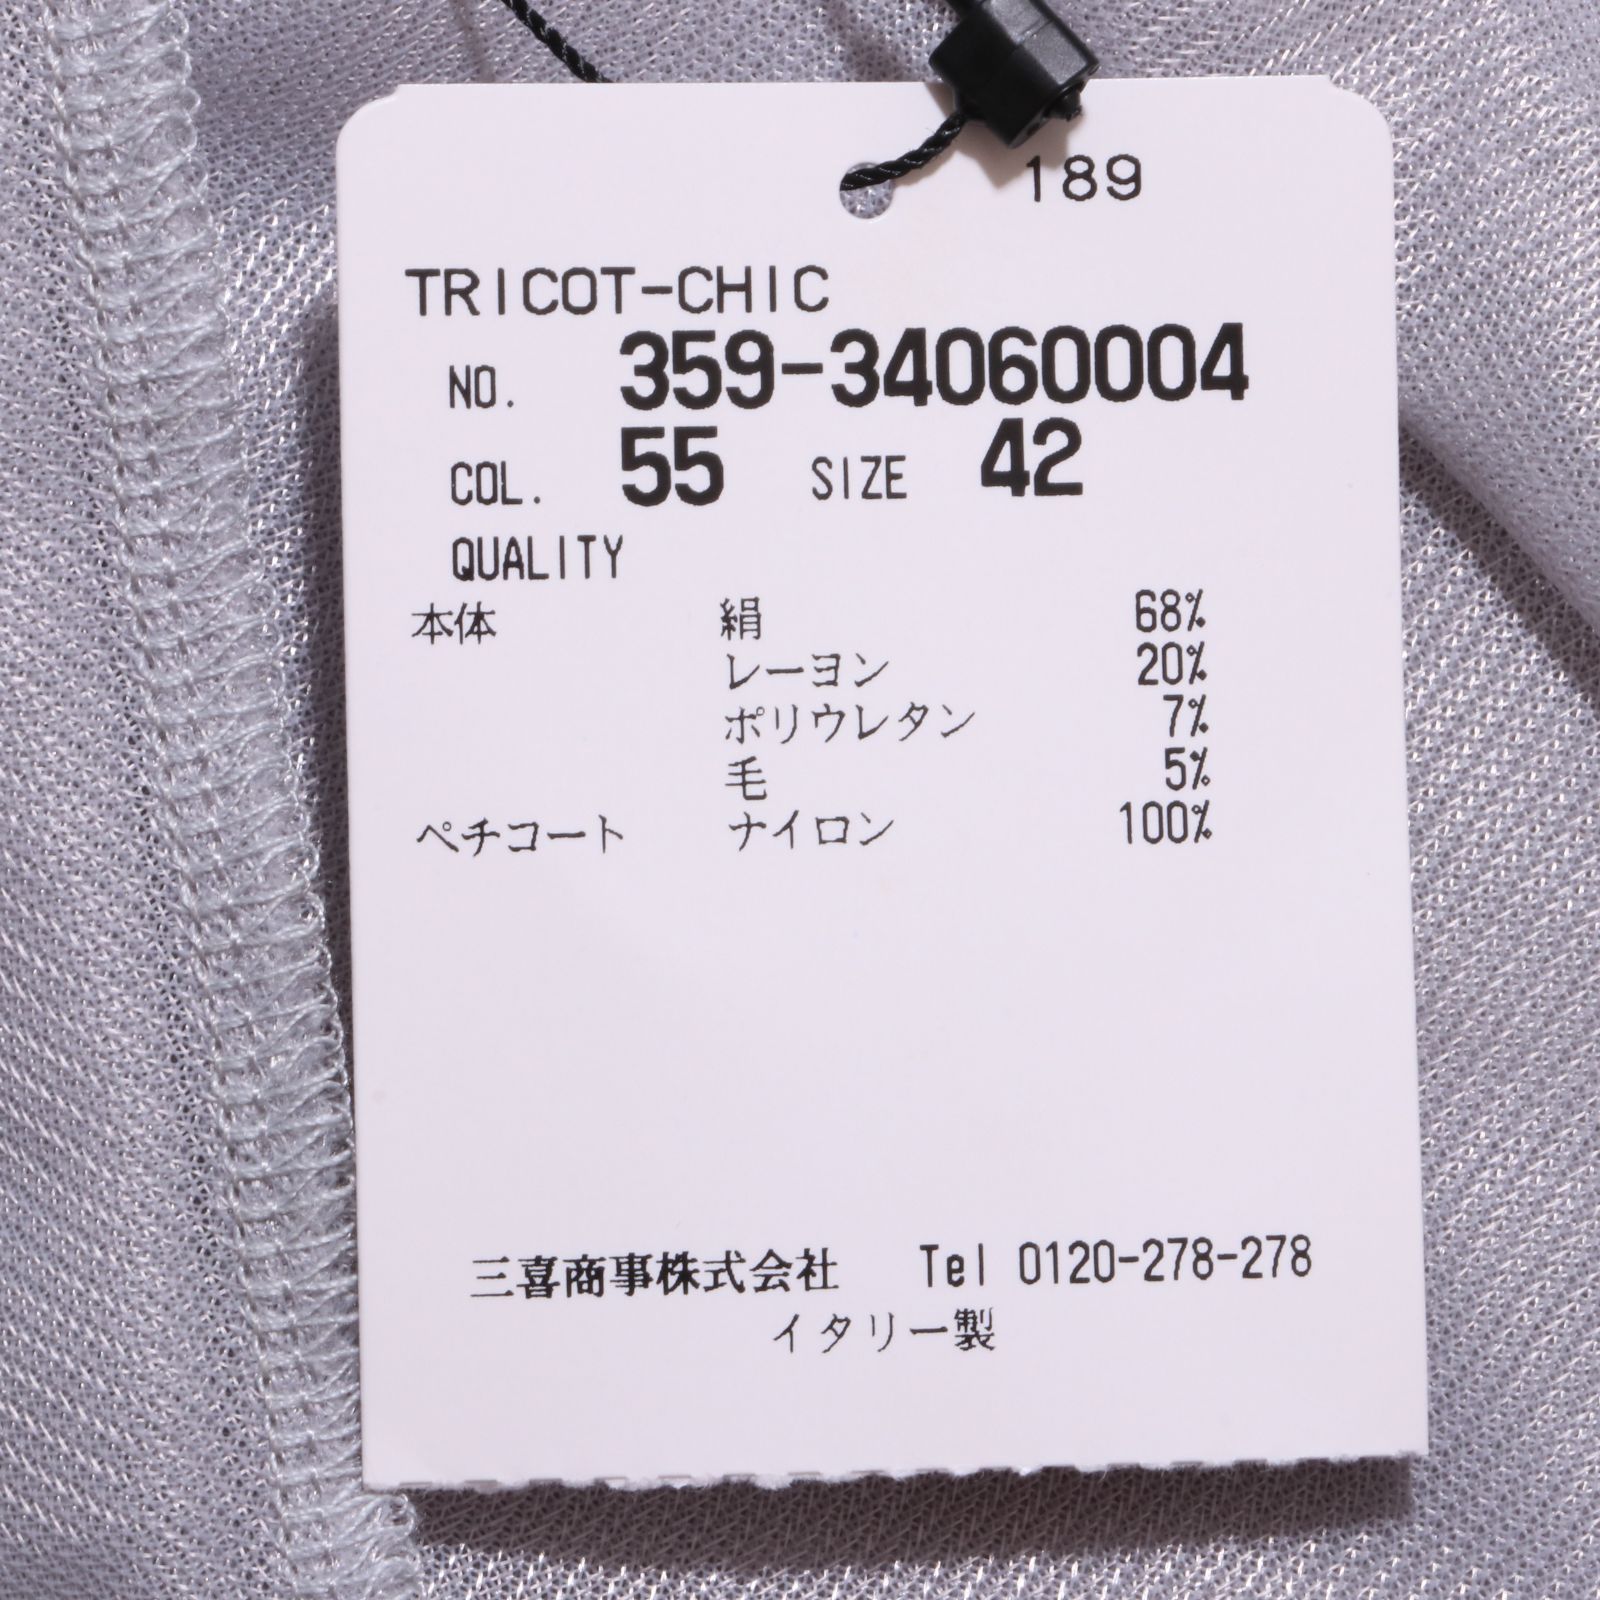 189
TRICOT-CHIC
NO. 359-34060004
COL. 55 SIZE 42
QUALITY
本体 絹 68%
レーヨン 20%
ポリウレタン 7%
毛 5%
ペチコート ナイロン 100%
三喜商事株式会社 Tel 0120-278-278
イタリー製